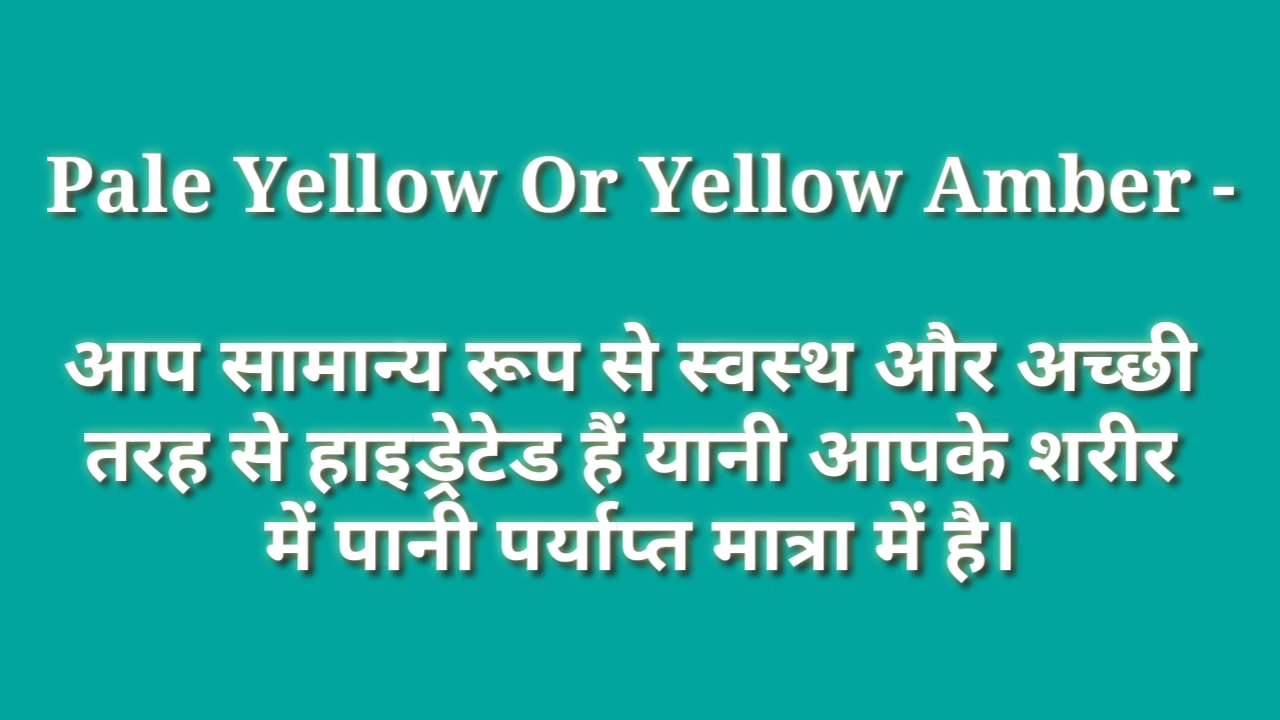 Pale Yellow Or Yellow Amber -
आप सामान्य रूप से स्वस्थ और अच्छी
तरह से हाइड्रेटेड हैं यानी आपके शरीर
में पानी पर्याप्त मात्रा में है।